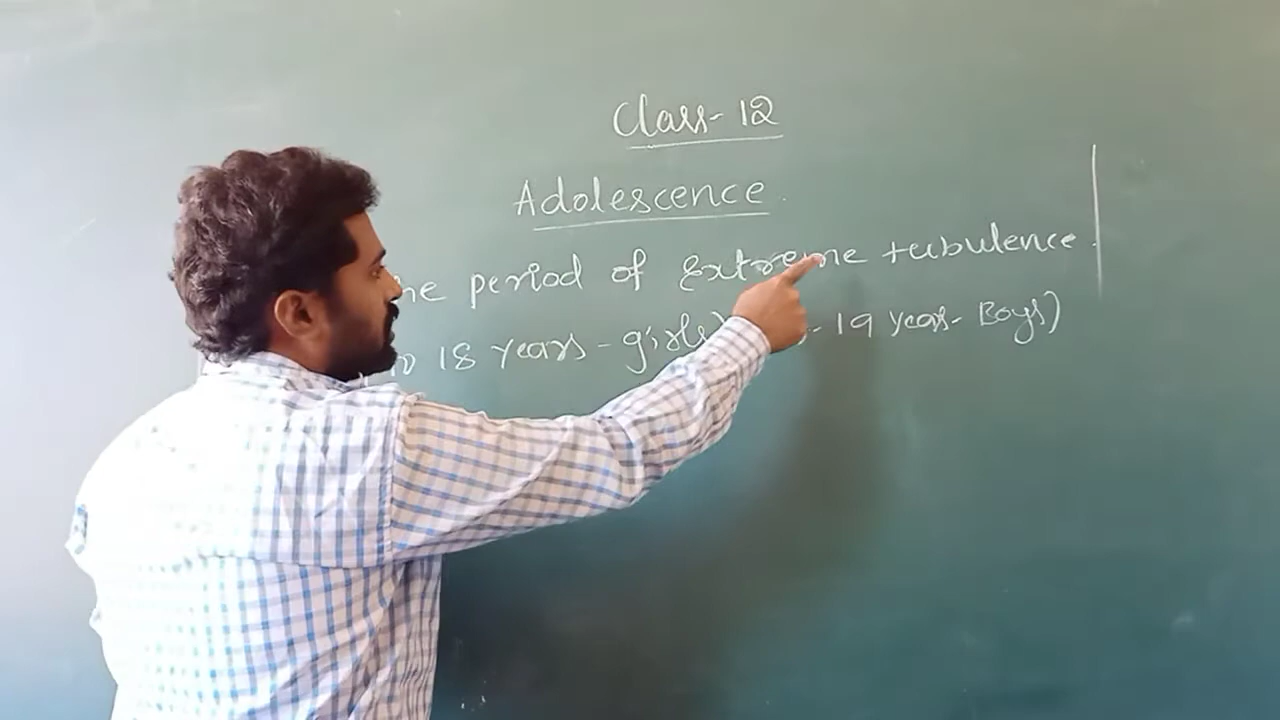 Class-12
Adolescence.
period of Extreme tubulence.
18 years - girls) 19 years- Boys)